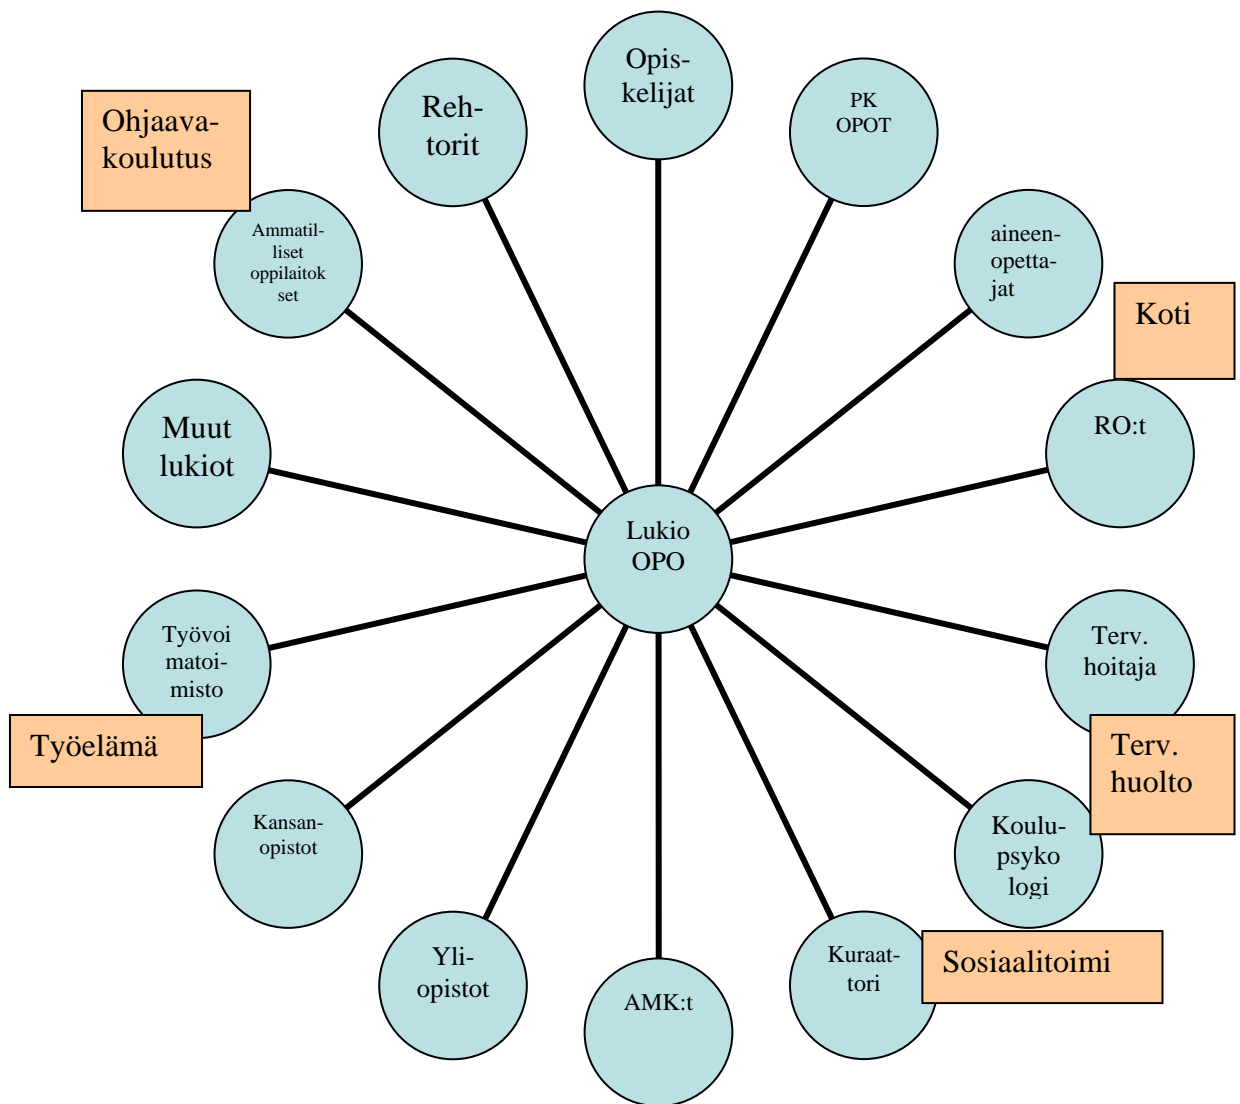 Opis-
kelijat
Reh-
torit
PK
OPOT
Ohjaava-
koulutus
Ammatil-
liset
oppilaitok
set
aineen-
opetta-
jat
Koti
RO:t
Muut
lukiot
Lukio
OPO
Työvoi
matoi-
misto
Työelämä
Terv.
hoitaja
Terv.
huolto
Kansan-
opistot
Koulu-
psyko
logi
Yli-
opistot
AMK:t
Kuraat-
tori
Sosiaalitoimi